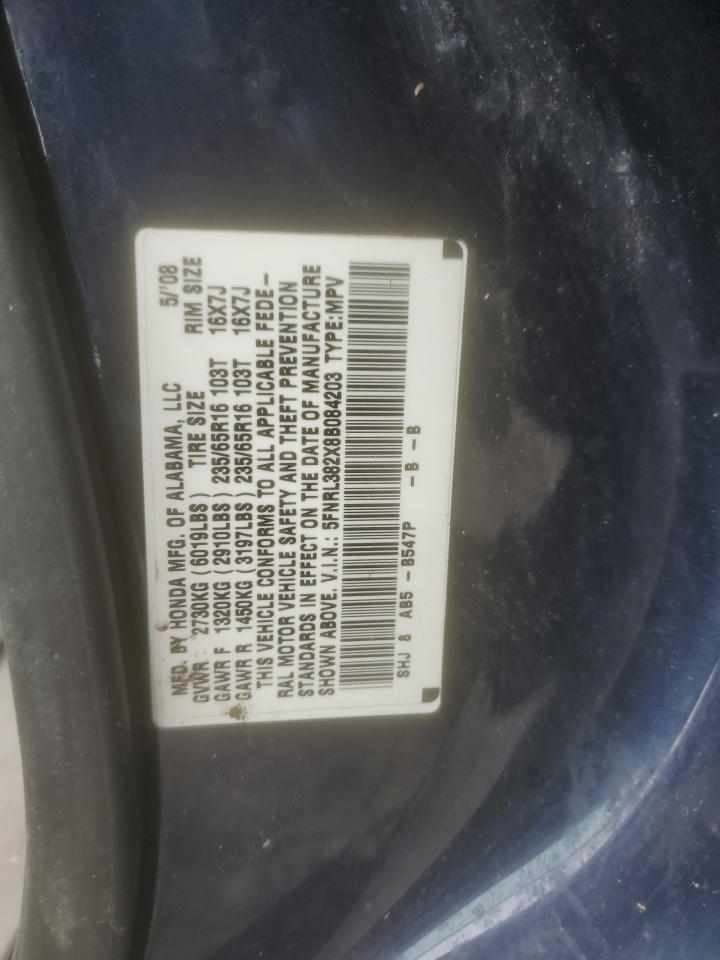 MFD. BY HONDA MFG. OF ALABAMA, LLC 5/'08
GVWR 2730KG (6019LBS) TIRE SIZE RIM SIZE
GAWR F 1320KG (2910LBS) 235/65R16 103T 16X7J
GAWR R 1450KG (3197LBS) 235/65R16 103T 16X7J
THIS VEHICLE CONFORMS TO ALL APPLICABLE FEDE-
RAL MOTOR VEHICLE SAFETY AND THEFT PREVENTION
STANDARDS IN EFFECT ON THE DATE OF MANUFACTURE
SHOWN ABOVE. V.I.N.: 5FNRL382X8B084203 TYPE:MPV
SHJ 8 AB5 -B547P -B -B